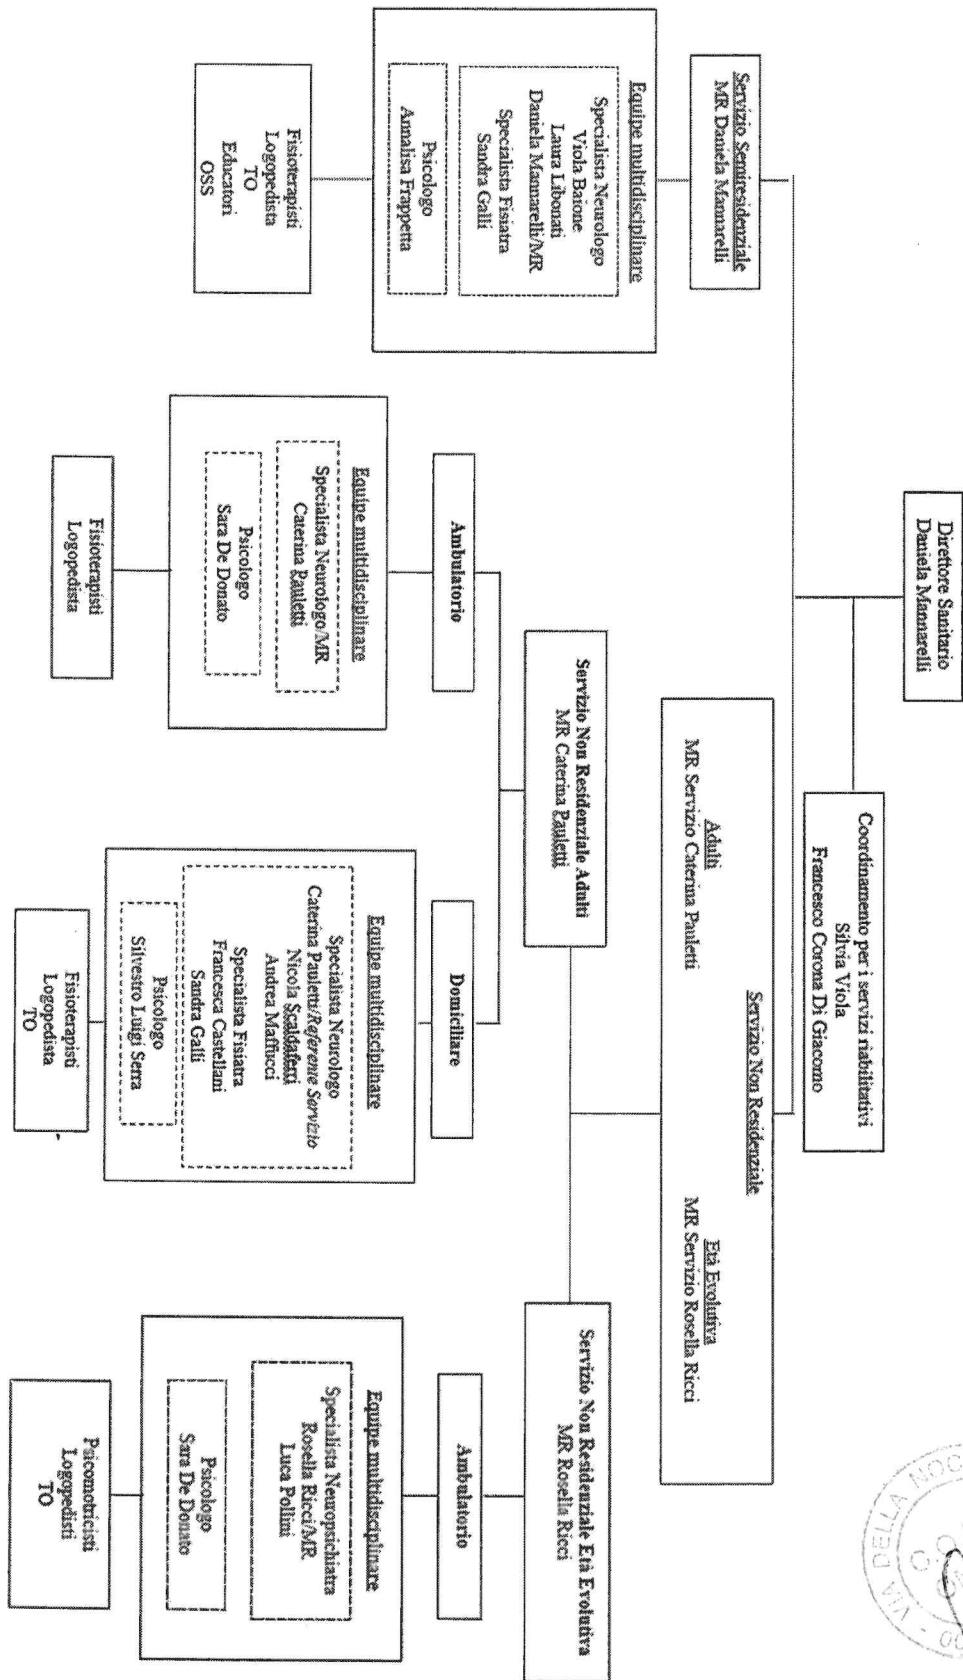 Direttore Sanitario
Daniela Mannarelli
Coordinamento per i servizi riabilitativi
Silvia Viola
Francesco Corona Di Giacomo
Servizio Semiresidenziale
MR Daniela Mannarelli
Equipe multidisciplinare
Specialista Neurologo
Viola Baione
Laura Libonati
Daniela Mannarelli/MR
Specialista Fisiatra
Sandra Galli
Psicologo
Annalisa Frappetta
Fisioterapisti
Logopedista
TO
Educatori
OSS
Servizio Non Residenziale
Adulti
MR Servizio Caterina Pauletti
Età Evolutiva
MR Servizio Rosella Ricci
Servizio Non Residenziale Adulti
MR Caterina Pauletti
Ambulatorio
Equipe multidisciplinare
Specialista Neurologo/MR
Caterina Pauletti
Psicologo
Sara De Donato
Fisioterapisti
Logopedista
Domiciliare
Equipe multidisciplinare
Specialista Neurologo
Caterina Pauletti/Referente Servizio
Nicola Scaldaferri
Andrea Maffucci
Specialista Fisiatra
Francesca Castellani
Sandra Galli
Psicologo
Silvestro Luigi Serra
Fisioterapisti
Logopedista
TO
Servizio Non Residenziale Età Evolutiva
MR Rosella Ricci
Ambulatorio
Equipe multidisciplinare
Specialista Neuropsichiatra
Rosella Ricci/MR
Luca Pollini
Psicologo
Sara De Donato
Psicomotricisti
Logopedisti
TO
VIA DELLA